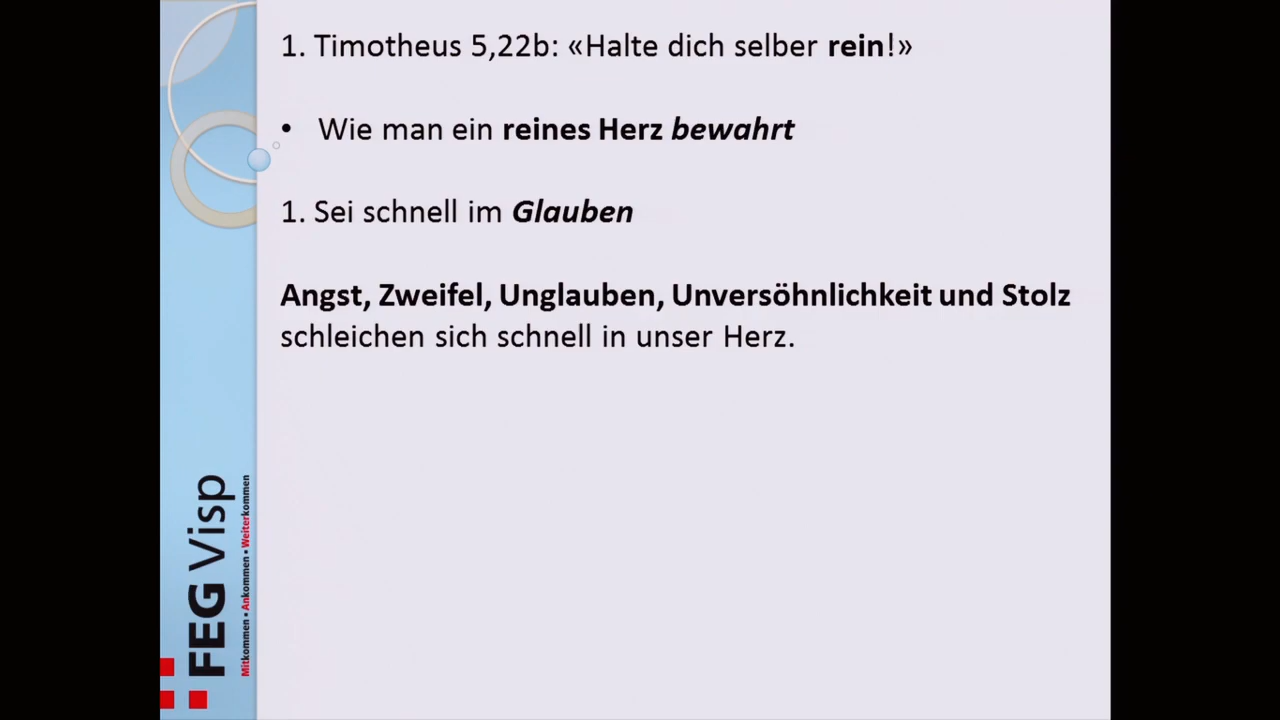 1. Timotheus 5,22b: «Halte dich selber rein!»
• Wie man ein reines Herz bewahrt
1. Sei schnell im Glauben
Angst, Zweifel, Unglauben, Unversöhnlichkeit und Stolz
schleichen sich schnell in unser Herz.
FEG Visp
Mitkommen • Ankommen • Weiterkommen